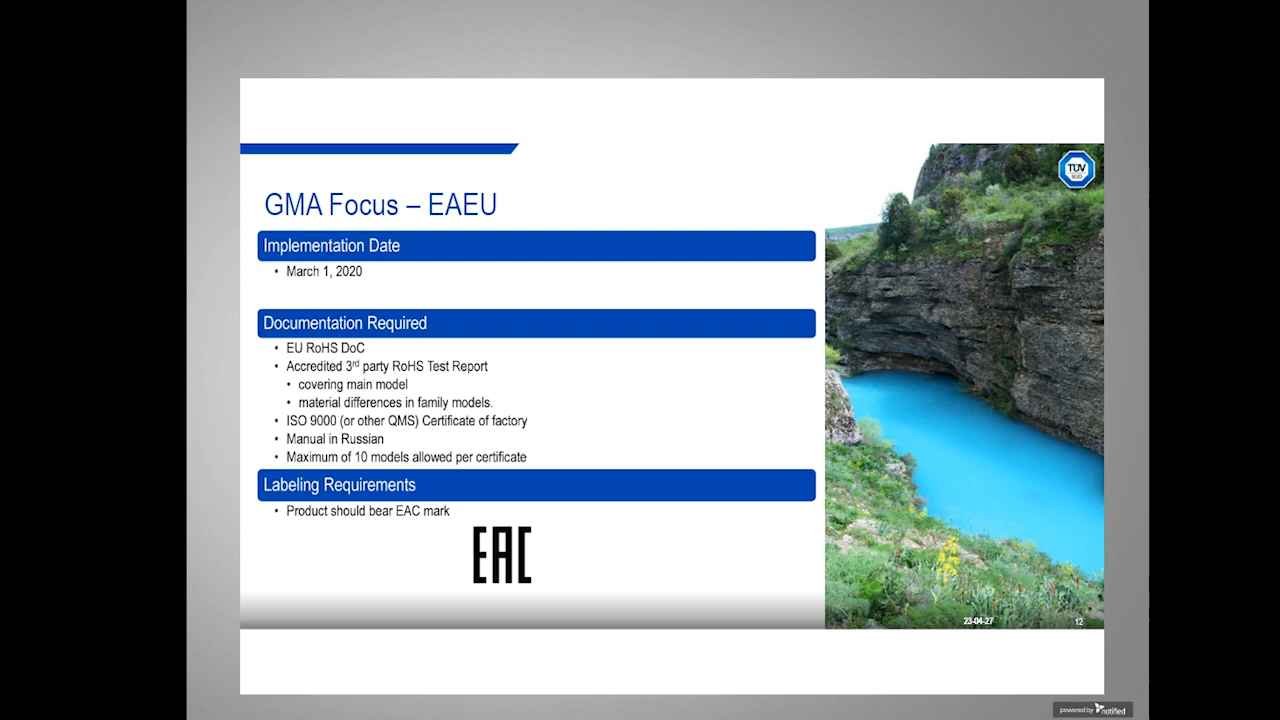 TÜV
SÜD
GMA Focus – EAEU
Implementation Date
• March 1, 2020
Documentation Required
• EU RoHS DoC
• Accredited 3rd party RoHS Test Report
• covering main model
• material differences in family models.
• ISO 9000 (or other QMS) Certificate of factory
• Manual in Russian
• Maximum of 10 models allowed per certificate
Labeling Requirements
• Product should bear EAC mark
EAC
23-04-27
12
powered by notified